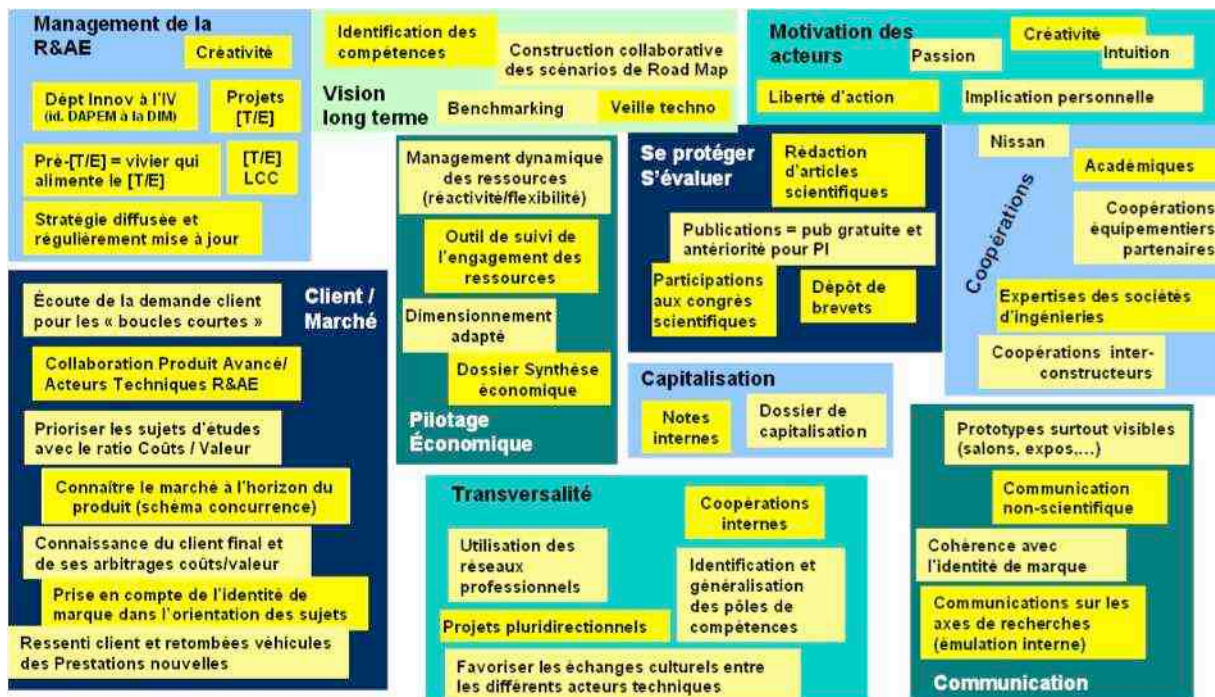 Management de la
R&AE
Créativité
Dépt Innov à l'IV
(id. DAPEM à la DIM)
Projets
[T/E]
Pré-[T/E] = vivier qui
alimente le [T/E]
[T/E]
LCC
Stratégie diffusée et
régulièrement mise à jour
Identification des
compétences
Construction collaborative
des scénarios de Road Map
Vision
long terme
Benchmarking
Veille techno
Motivation des
acteurs
Créativité
Passion
Intuition
Liberté d'action
Implication personnelle
Management dynamique
des ressources
(réactivité/flexibilité)
Outil de suivi de
l'engagement des
ressources
Dimensionnement
adapté
Dossier Synthèse
économique
Pilotage
Économique
Se protéger
S'évaluer
Rédaction
d'articles
scientifiques
Publications = pub gratuite et
antériorité pour PI
Participations
aux congrès
scientifiques
Dépôt de
brevets
Nissan
Académiques
Coopérations
Coopérations
équipementiers
partenaires
Expertises des sociétés
d'ingénieries
Coopérations inter-
constructeurs
Écoute de la demande client
pour les « boucles courtes »
Client /
Marché
Collaboration Produit Avancé/
Acteurs Techniques R&AE
Prioriser les sujets d'études
avec le ratio Coûts / Valeur
Connaître le marché à l'horizon du
produit (schéma concurrence)
Connaissance du client final et
de ses arbitrages coûts/valeur
Prise en compte de l'identité de
marque dans l'orientation des sujets
Ressenti client et retombées véhicules
des Prestations nouvelles
Capitalisation
Notes
internes
Dossier de
capitalisation
Transversalité
Coopérations
internes
Utilisation des
réseaux
professionnels
Identification et
généralisation
des pôles de
compétences
Projets pluridirectionnels
Favoriser les échanges culturels entre
les différents acteurs techniques
Prototypes surtout visibles
(salons, expos,...)
Communication
non-scientifique
Cohérence avec
l'identité de marque
Communications sur les
axes de recherches
(émulation interne)
Communication